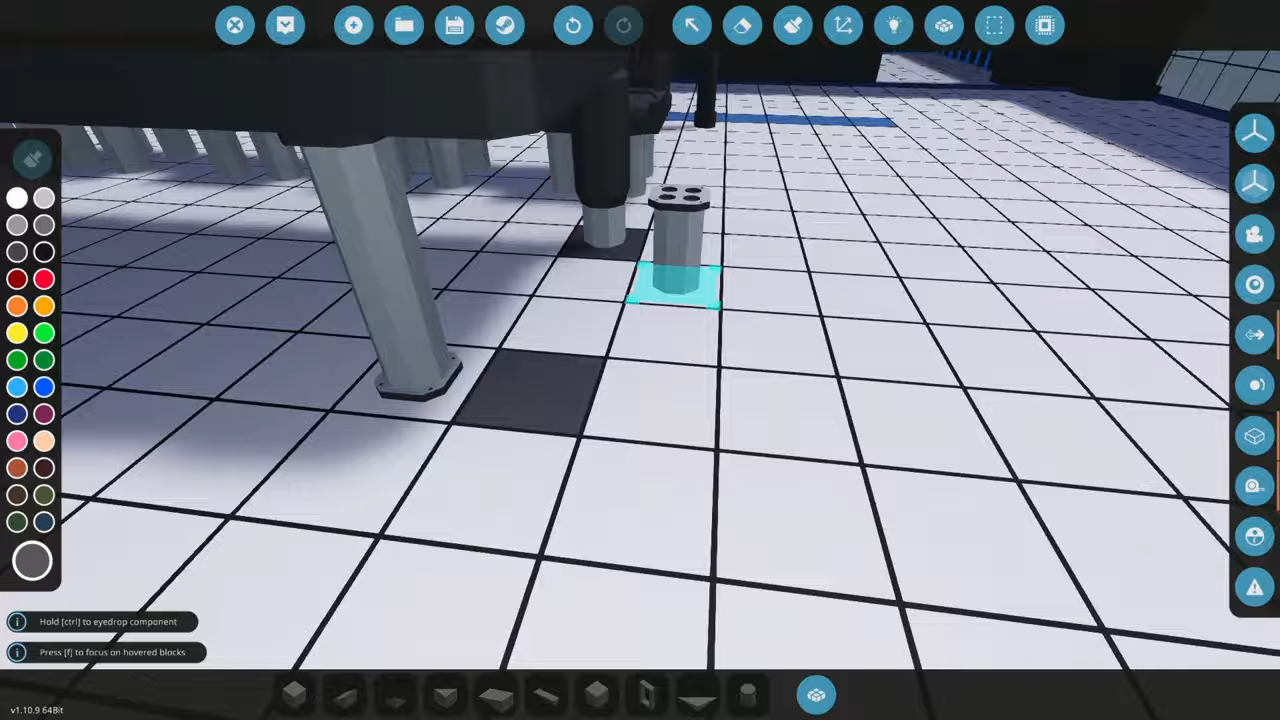 Hold [ctrl] to eyedrop component
Press [f] to focus on hovered blocks
v1.10.9 64Bit